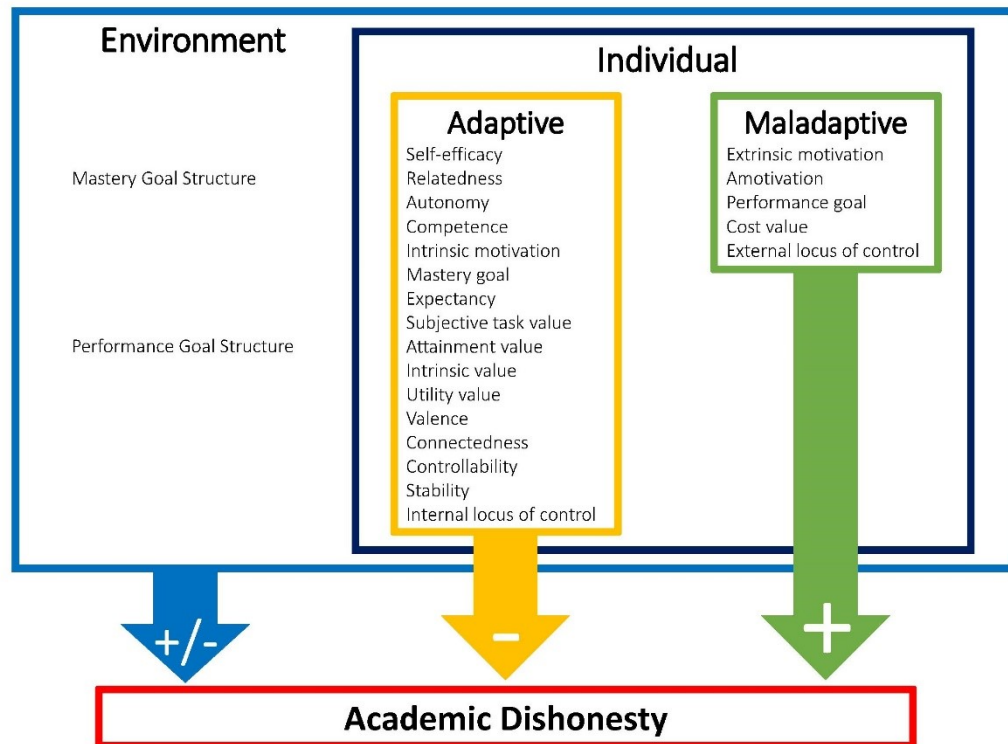 Environment
Mastery Goal Structure
Performance Goal Structure
Individual
Adaptive
Self-efficacy
Relatedness
Autonomy
Competence
Intrinsic motivation
Mastery goal
Expectancy
Subjective task value
Attainment value
Intrinsic value
Utility value
Valence
Connectedness
Controllability
Stability
Internal locus of control
Maladaptive
Extrinsic motivation
Amotivation
Performance goal
Cost value
External locus of control
+/-
-
+
Academic Dishonesty